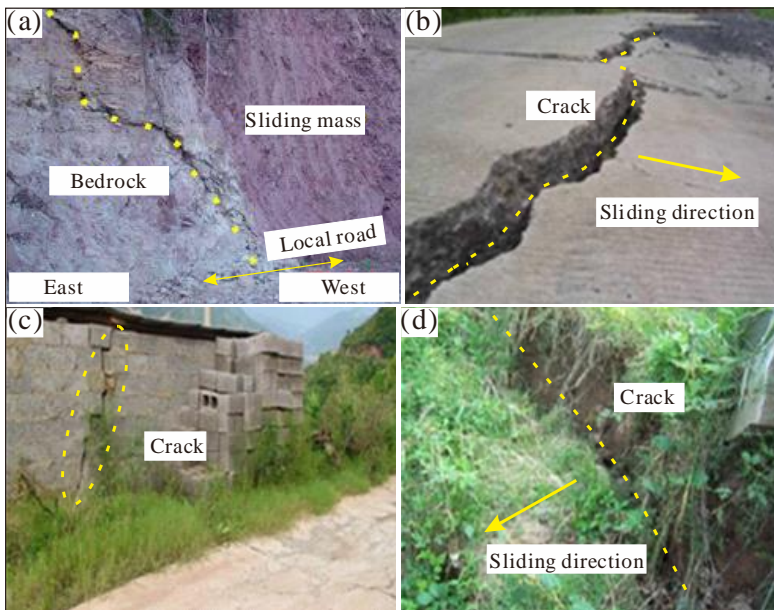 (a)
Sliding mass
Bedrock
Local road
East
West
(b)
Crack
Sliding direction
(c)
Crack
(d)
Crack
Sliding direction